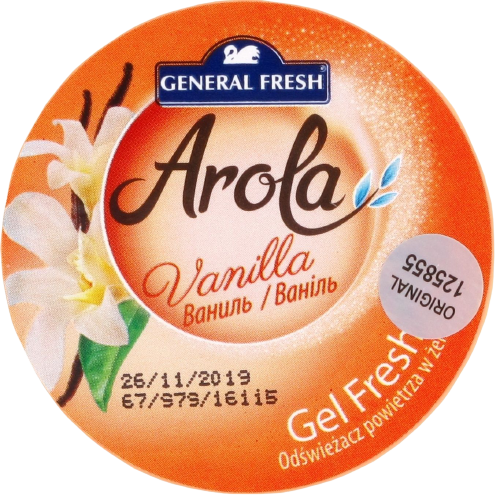 GENERAL FRESH®
Arola
Vanilla
Ваниль / Ваніль
ORIGINAL
125855
26/11/2019
67/979/16115
Gel Fresh
Odświeżacz powietrza w że